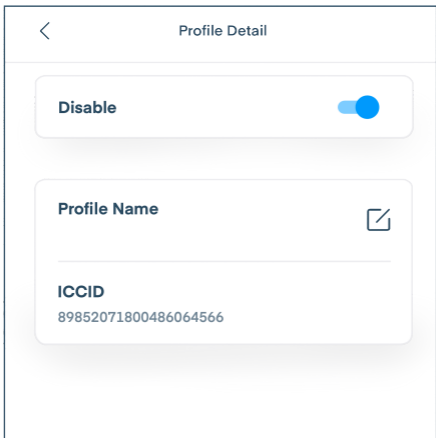 Profile Detail
Disable
Profile Name
ICCID
89852071800486064566